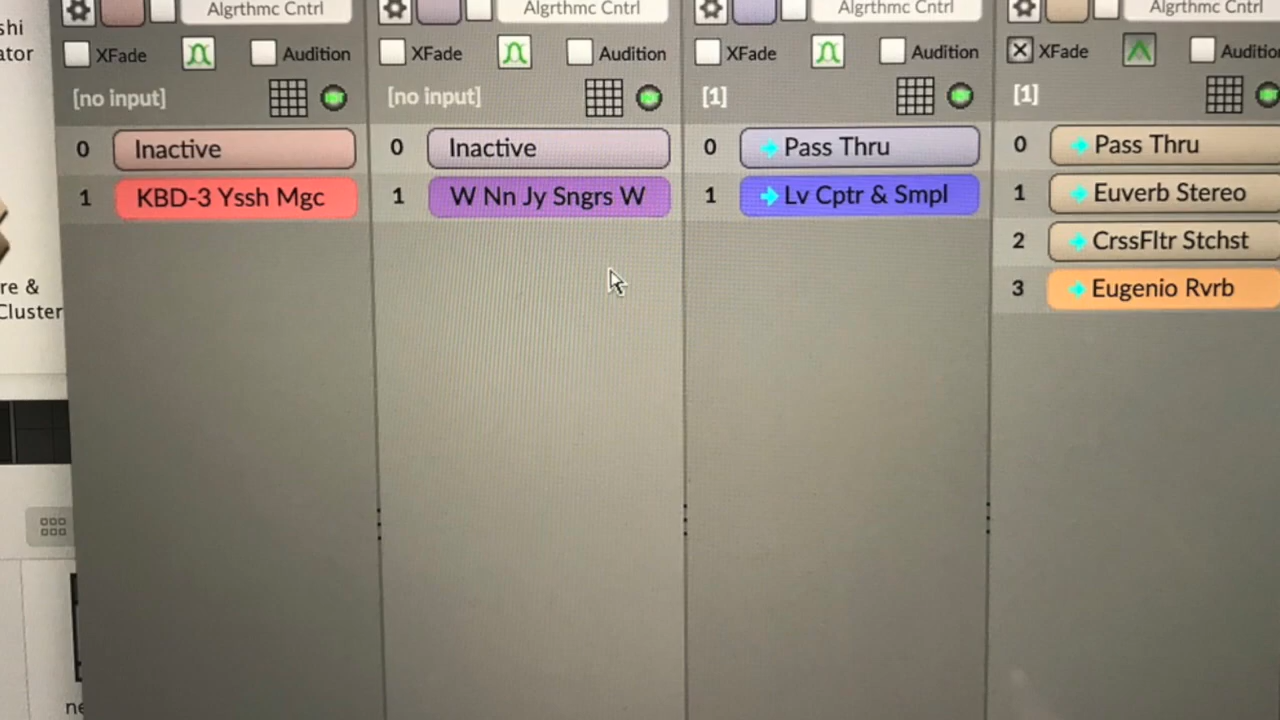 shi
ator
Algrthmc Cntrl
Algrthmc Cntrl
Algrthmc Cntrl
Algrthmc Cntrl
XFade
Audition
XFade
Audition
XFade
Audition
XFade
Auditio
[no input]
[no input]
[1]
[1]
0 Inactive
1 KBD-3 Yssh Mgc
0 Inactive
1 W Nn Jy Sngrs W
0 Pass Thru
1 Lv Cptr & Smpl
0 Pass Thru
1 Euverb Stereo
2 CrssFltr Stchst
3 Eugenio Rvrb
re &
Cluster
ne